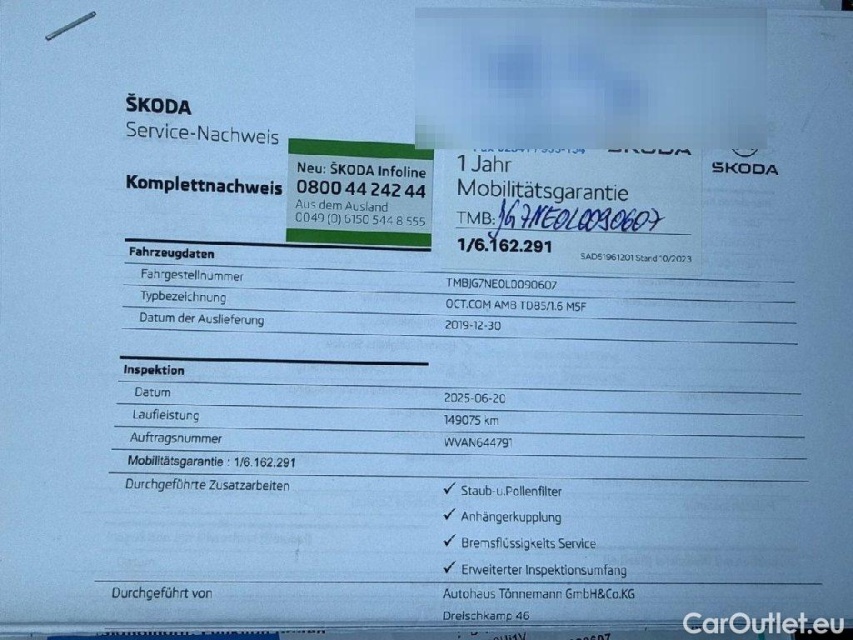 ŠKODA
Service-Nachweis
Komplettnachweis
Neu: ŠKODA Infoline
0800 44 242 44
Aus dem Ausland
0049 (0) 6150 544 8 555
ŠKODA
1 Jahr
Mobilitätsgarantie
TMB: JG7NE0L0090607
1/6.162.291
SAD51961201 Stand 10/2023
ŠKODA
Fahrzeugdaten
Fahrgestellnummer TMBJG7NE0L0090607
Typbezeichnung OCT.COM AMB TD85/1.6 M5F
Datum der Auslieferung 2019-12-30
Inspektion
Datum 2025-06-20
Laufleistung 149075 km
Auftragsnummer WVAN644791
Mobilitätsgarantie : 1/6.162.291
Durchgeführte Zusatzarbeiten ✓ Staub-u.Pollenfilter
✓ Anhängerkupplung
✓ Bremsflüssigkeits Service
✓ Erweiterter Inspektionsumfang
Durchgeführt von Autohaus Tönnemann GmbH&Co.KG
Dreischkamp 46
CarOutlet.eu